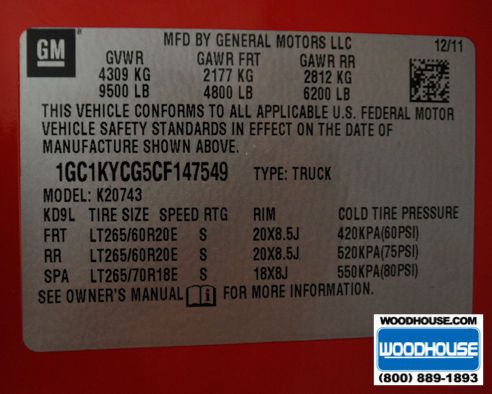 GM
MFD BY GENERAL MOTORS LLC 12/11
GVWR GAWR FRT GAWR RR
4309 KG 2177 KG 2812 KG
9500 LB 4800 LB 6200 LB
THIS VEHICLE CONFORMS TO ALL APPLICABLE U.S. FEDERAL MOTOR
VEHICLE SAFETY STANDARDS IN EFFECT ON THE DATE OF
MANUFACTURE SHOWN ABOVE.
1GC1KYCG5CF147549 TYPE: TRUCK
MODEL: K20743
KD9L TIRE SIZE SPEED RTG RIM COLD TIRE PRESSURE
FRT LT265/60R20E S 20X8.5J 420KPA(60PSI)
RR LT265/60R20E S 20X8.5J 520KPA(75PSI)
SPA LT265/70R18E S 18X8J 550KPA(80PSI)
SEE OWNER'S MANUAL i FOR MORE INFORMATION.
WOODHOUSE.COM
WOODHOUSE
(800) 889-1893